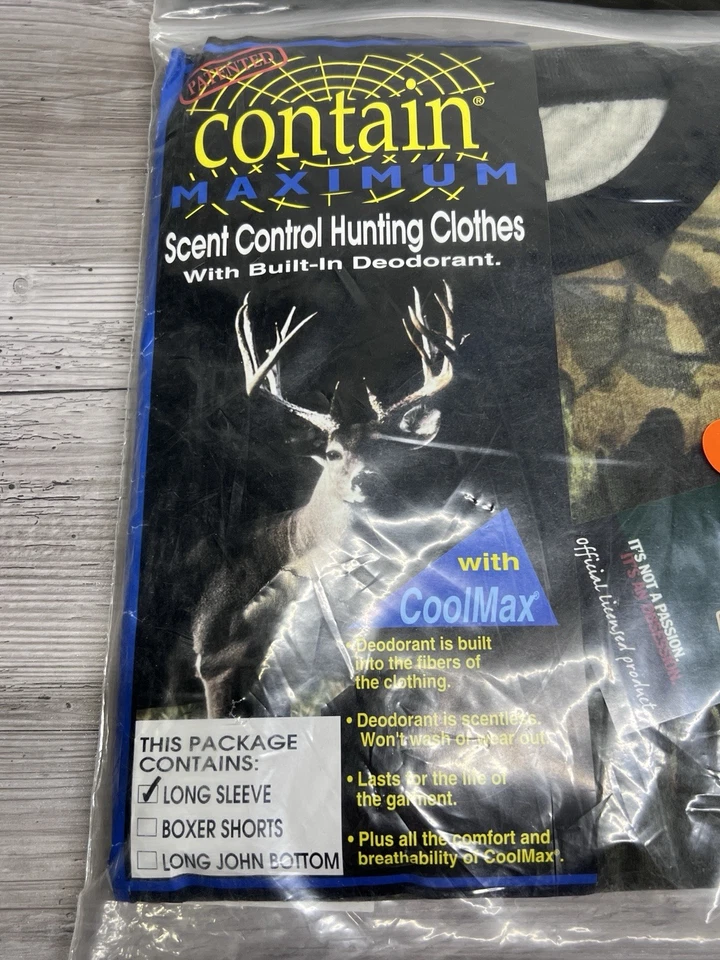 PATENTED
contain®
MAXIMUM
Scent Control Hunting Clothes
With Built-In Deodorant.
with
CoolMax®
• Deodorant is built
into the fibers of
the clothing.
• Deodorant is scentless.
Won't wash or wear out.
• Lasts for the life of
the garment.
• Plus all the comfort and
breathability of CoolMax®.
THIS PACKAGE
CONTAINS:
LONG SLEEVE
BOXER SHORTS
LONG JOHN BOTTOM
IT'S NOT A PASSION.
IT'S AN OBSESSION.
official licensed product